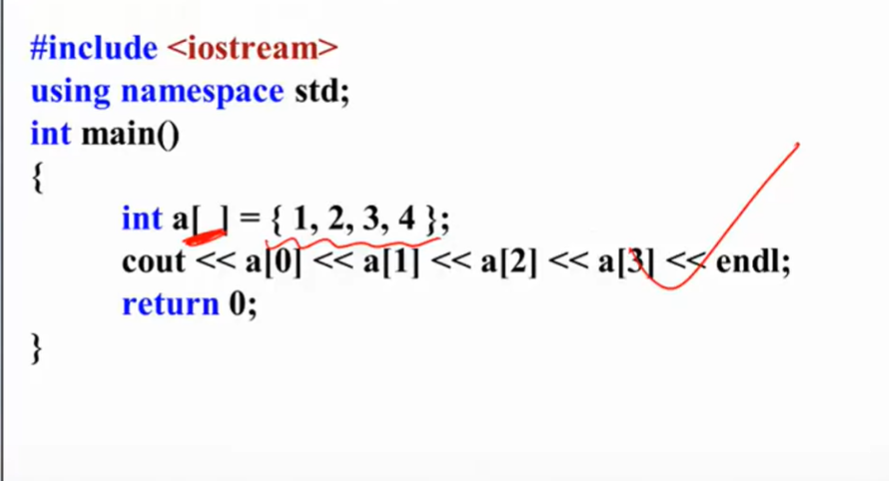 #include <iostream>
using namespace std;
int main()
{
int a[ ] = { 1, 2, 3, 4 };
cout << a[0] << a[1] << a[2] << a[3] << endl;
return 0;
}